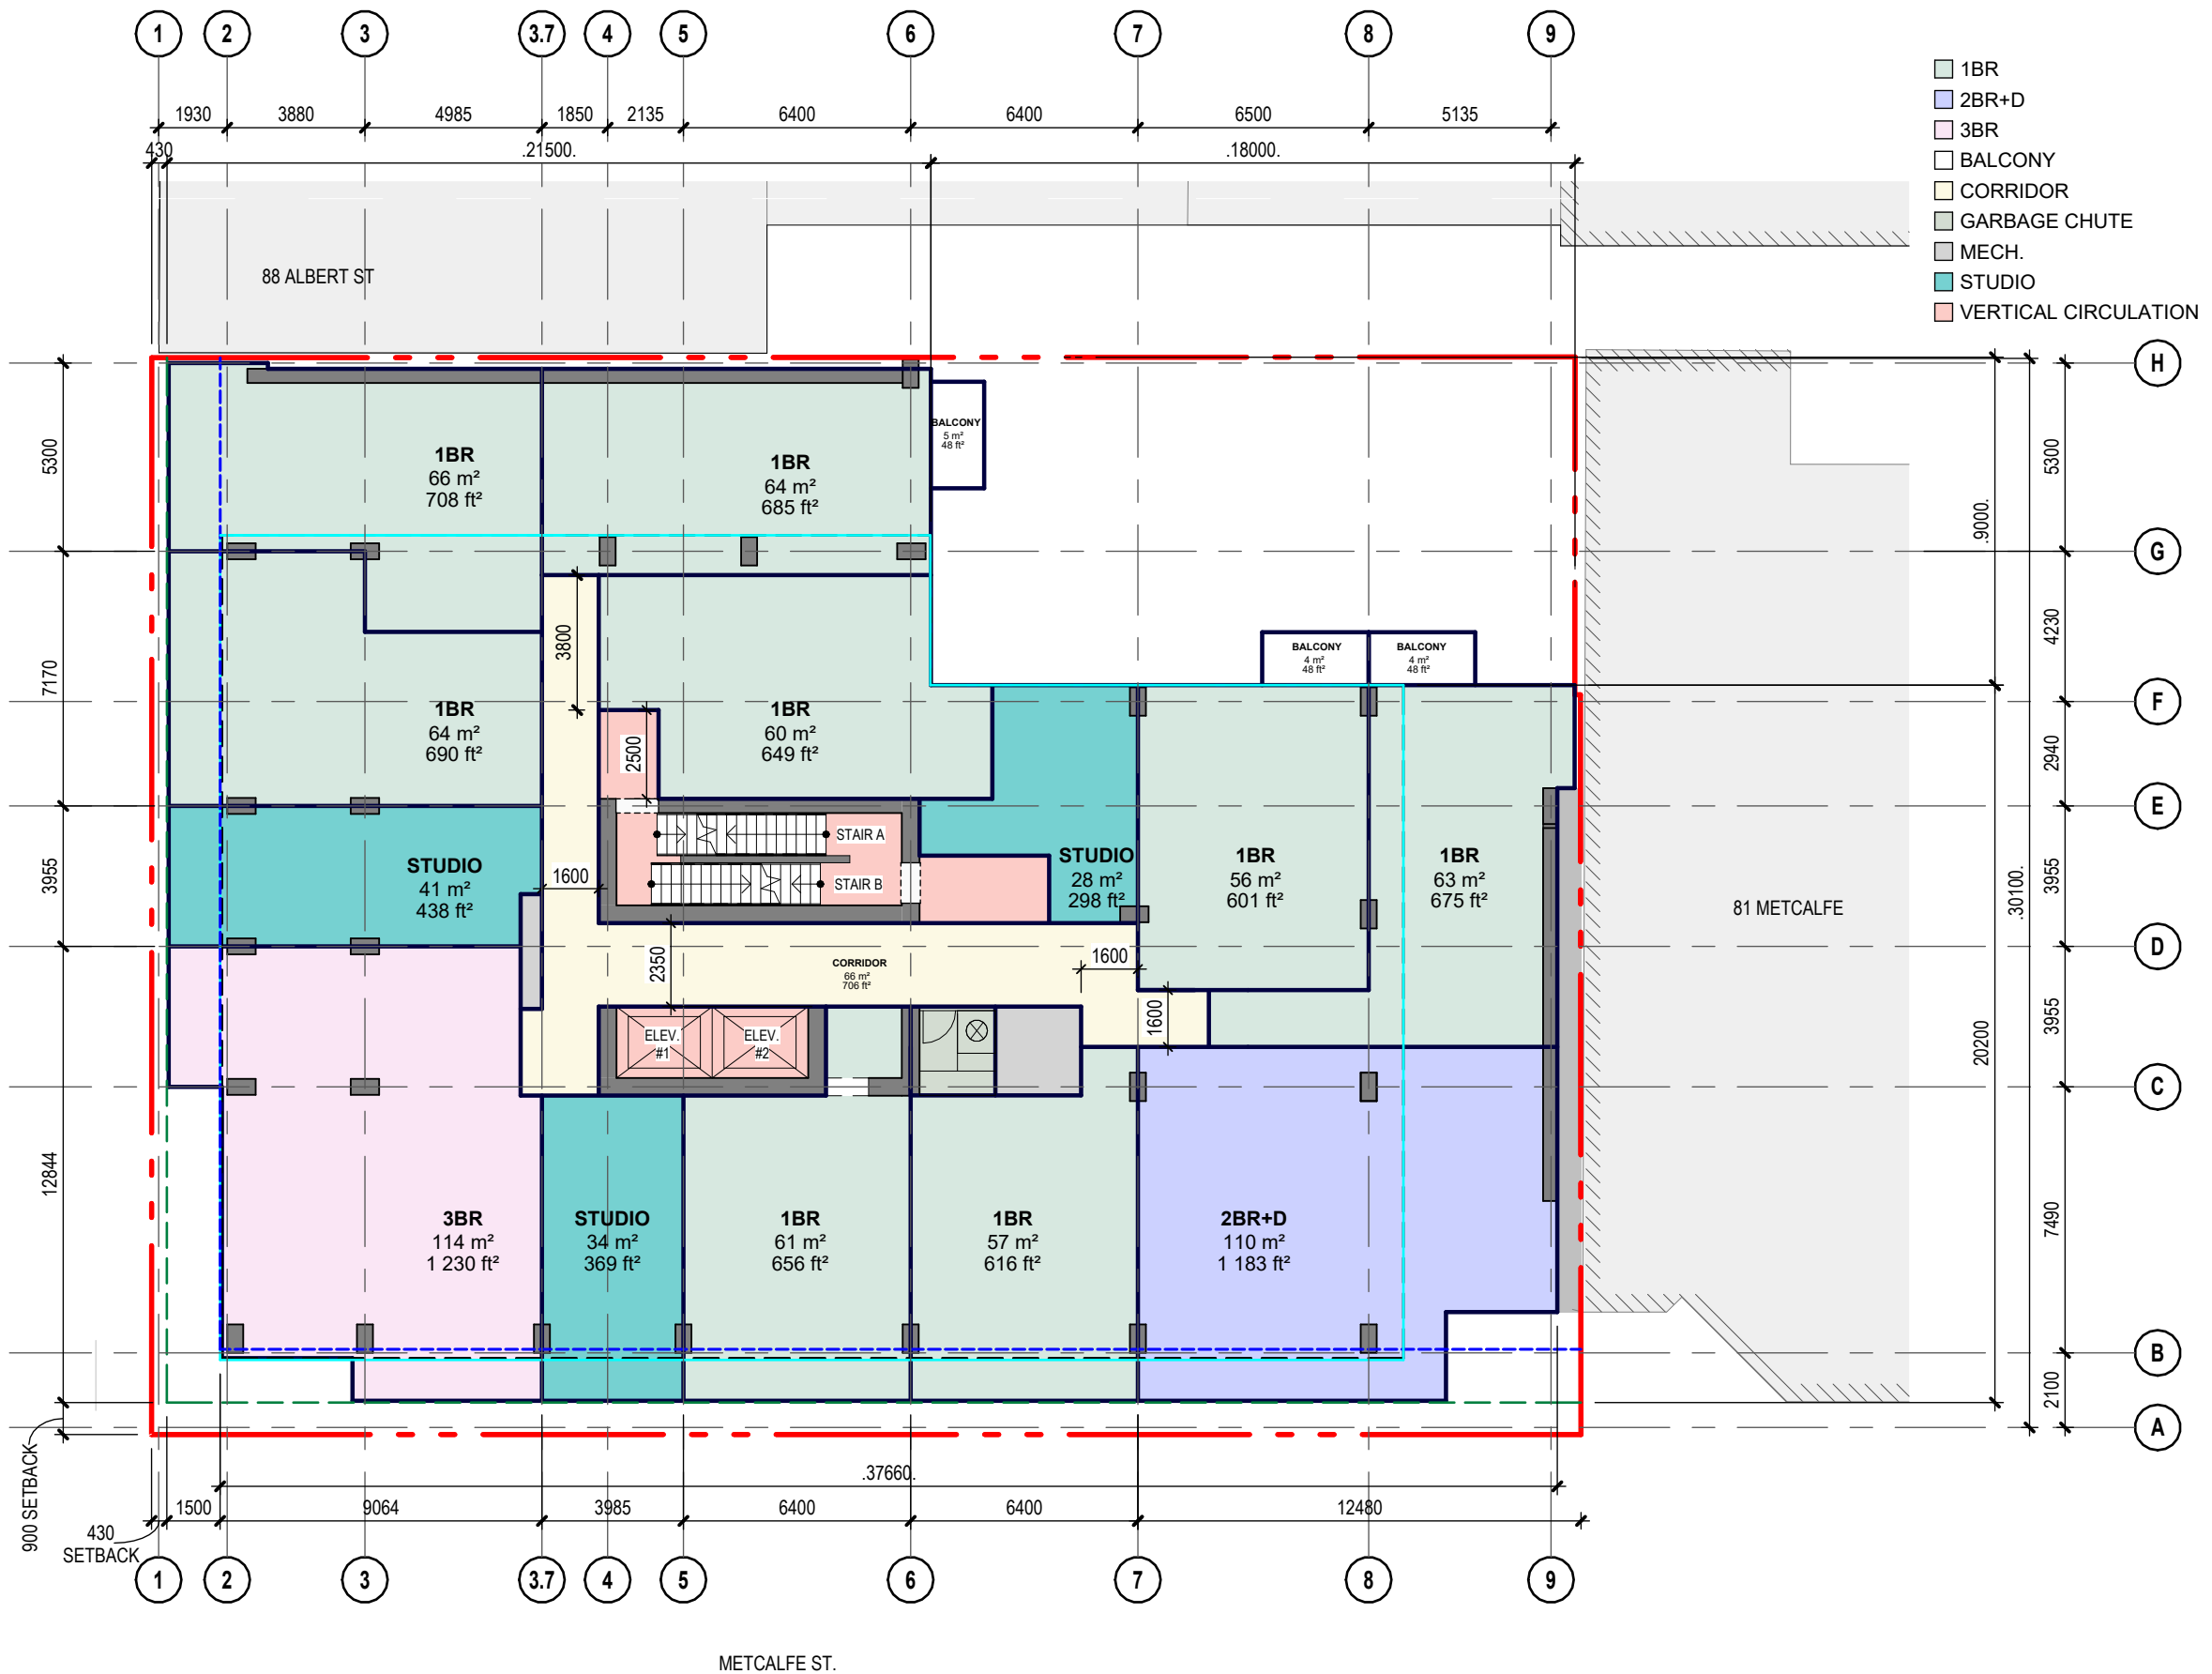 1 2 3 3.7 4 5 6 7 8 9
1930 3880 4985 1850 2135 6400 6400 6500 5135
430 .21500. .18000.
1BR
2BR+D
3BR
BALCONY
CORRIDOR
GARBAGE CHUTE
MECH.
STUDIO
VERTICAL CIRCULATION
88 ALBERT ST
H
G
F
E
D
C
B
A
5300
7170
3955
12844
900 SETBACK
5300
4230
2940
3955
3955
7490
2100
.9000.
.30100.
20200
1BR
66 m²
708 ft²
1BR
64 m²
685 ft²
BALCONY
5 m²
48 ft²
3800
BALCONY
4 m²
48 ft²
BALCONY
4 m²
48 ft²
1BR
64 m²
690 ft²
1BR
60 m²
649 ft²
2500
STAIR A
STAIR B
STUDIO
41 m²
438 ft²
1600
STUDIO
28 m²
298 ft²
1BR
56 m²
601 ft²
1BR
63 m²
675 ft²
81 METCALFE
2350
CORRIDOR
66 m²
706 ft²
1600
1600
ELEV.
#1
ELEV.
#2
3BR
114 m²
1 230 ft²
STUDIO
34 m²
369 ft²
1BR
61 m²
656 ft²
1BR
57 m²
616 ft²
2BR+D
110 m²
1 183 ft²
.37660.
1500 9064 3985 6400 6400 12480
430
SETBACK
1 2 3 3.7 4 5 6 7 8 9
METCALFE ST.